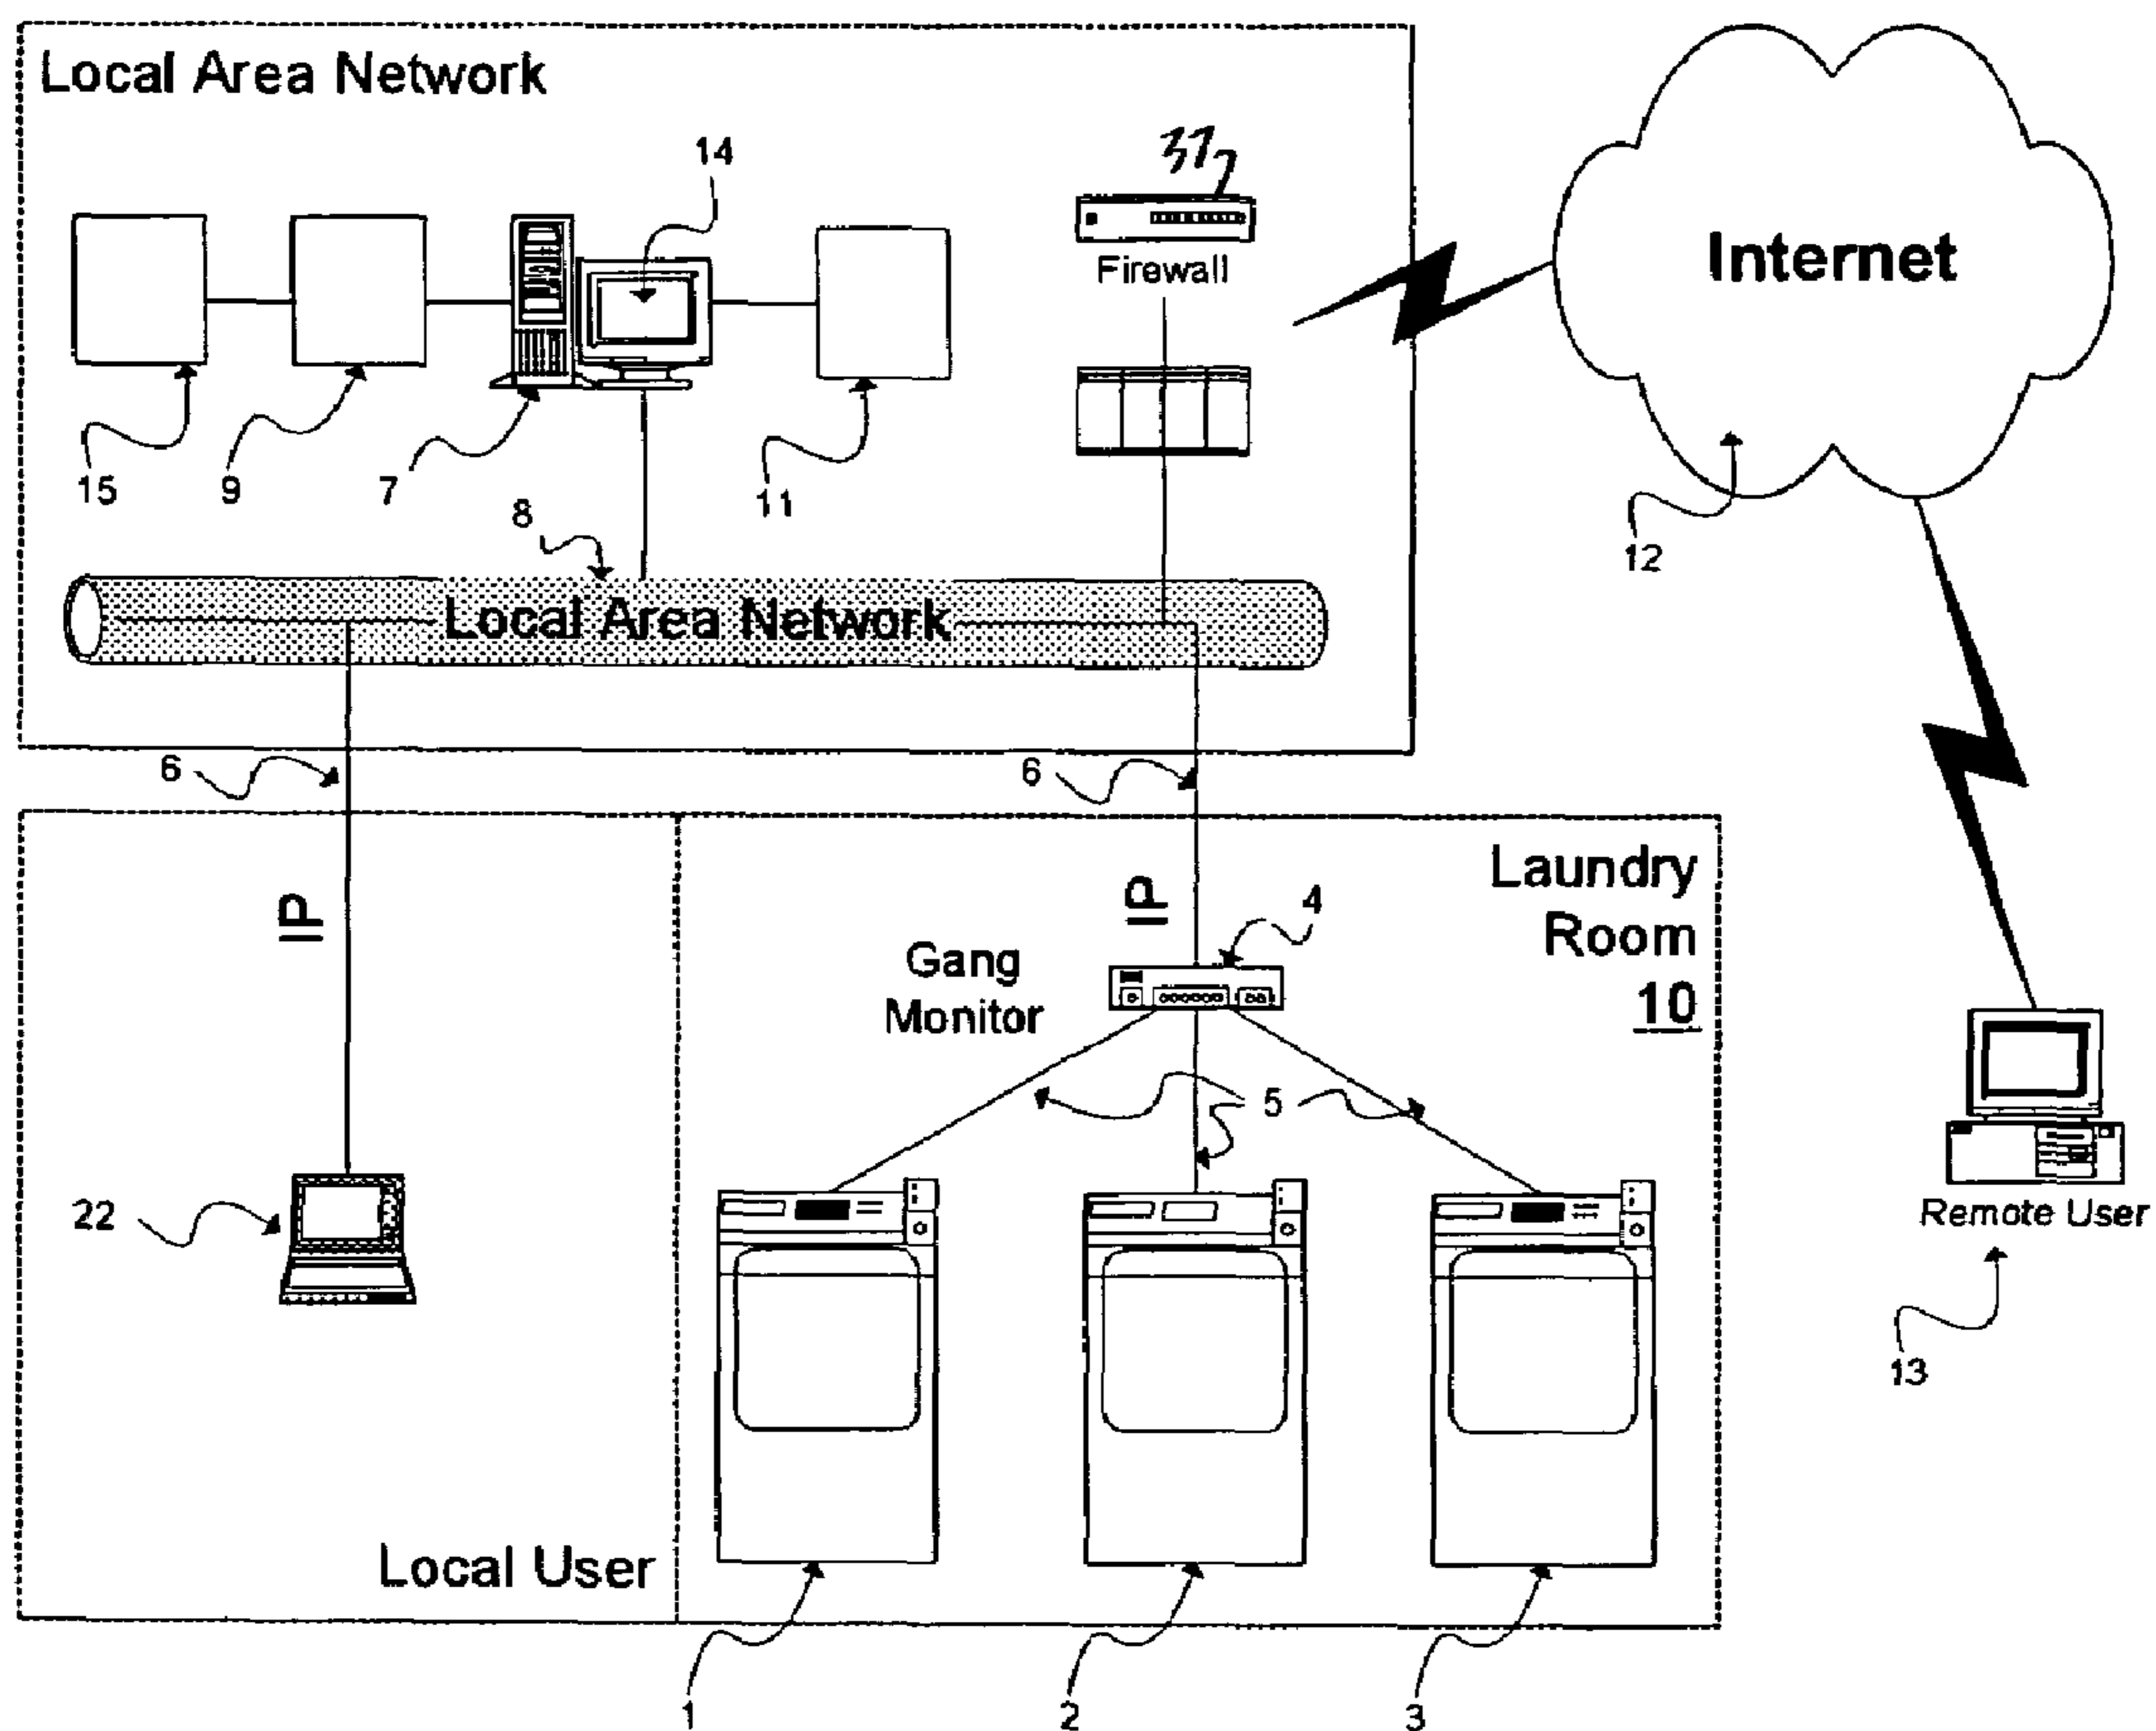 Local Area Network
14
37
Firewall
Internet
15
9
7
8
11
12
Local Area Network
6
6
IP
IP
4
Laundry
Room
10
Gang
Monitor
5
22
Remote User
13
Local User
1
2
3